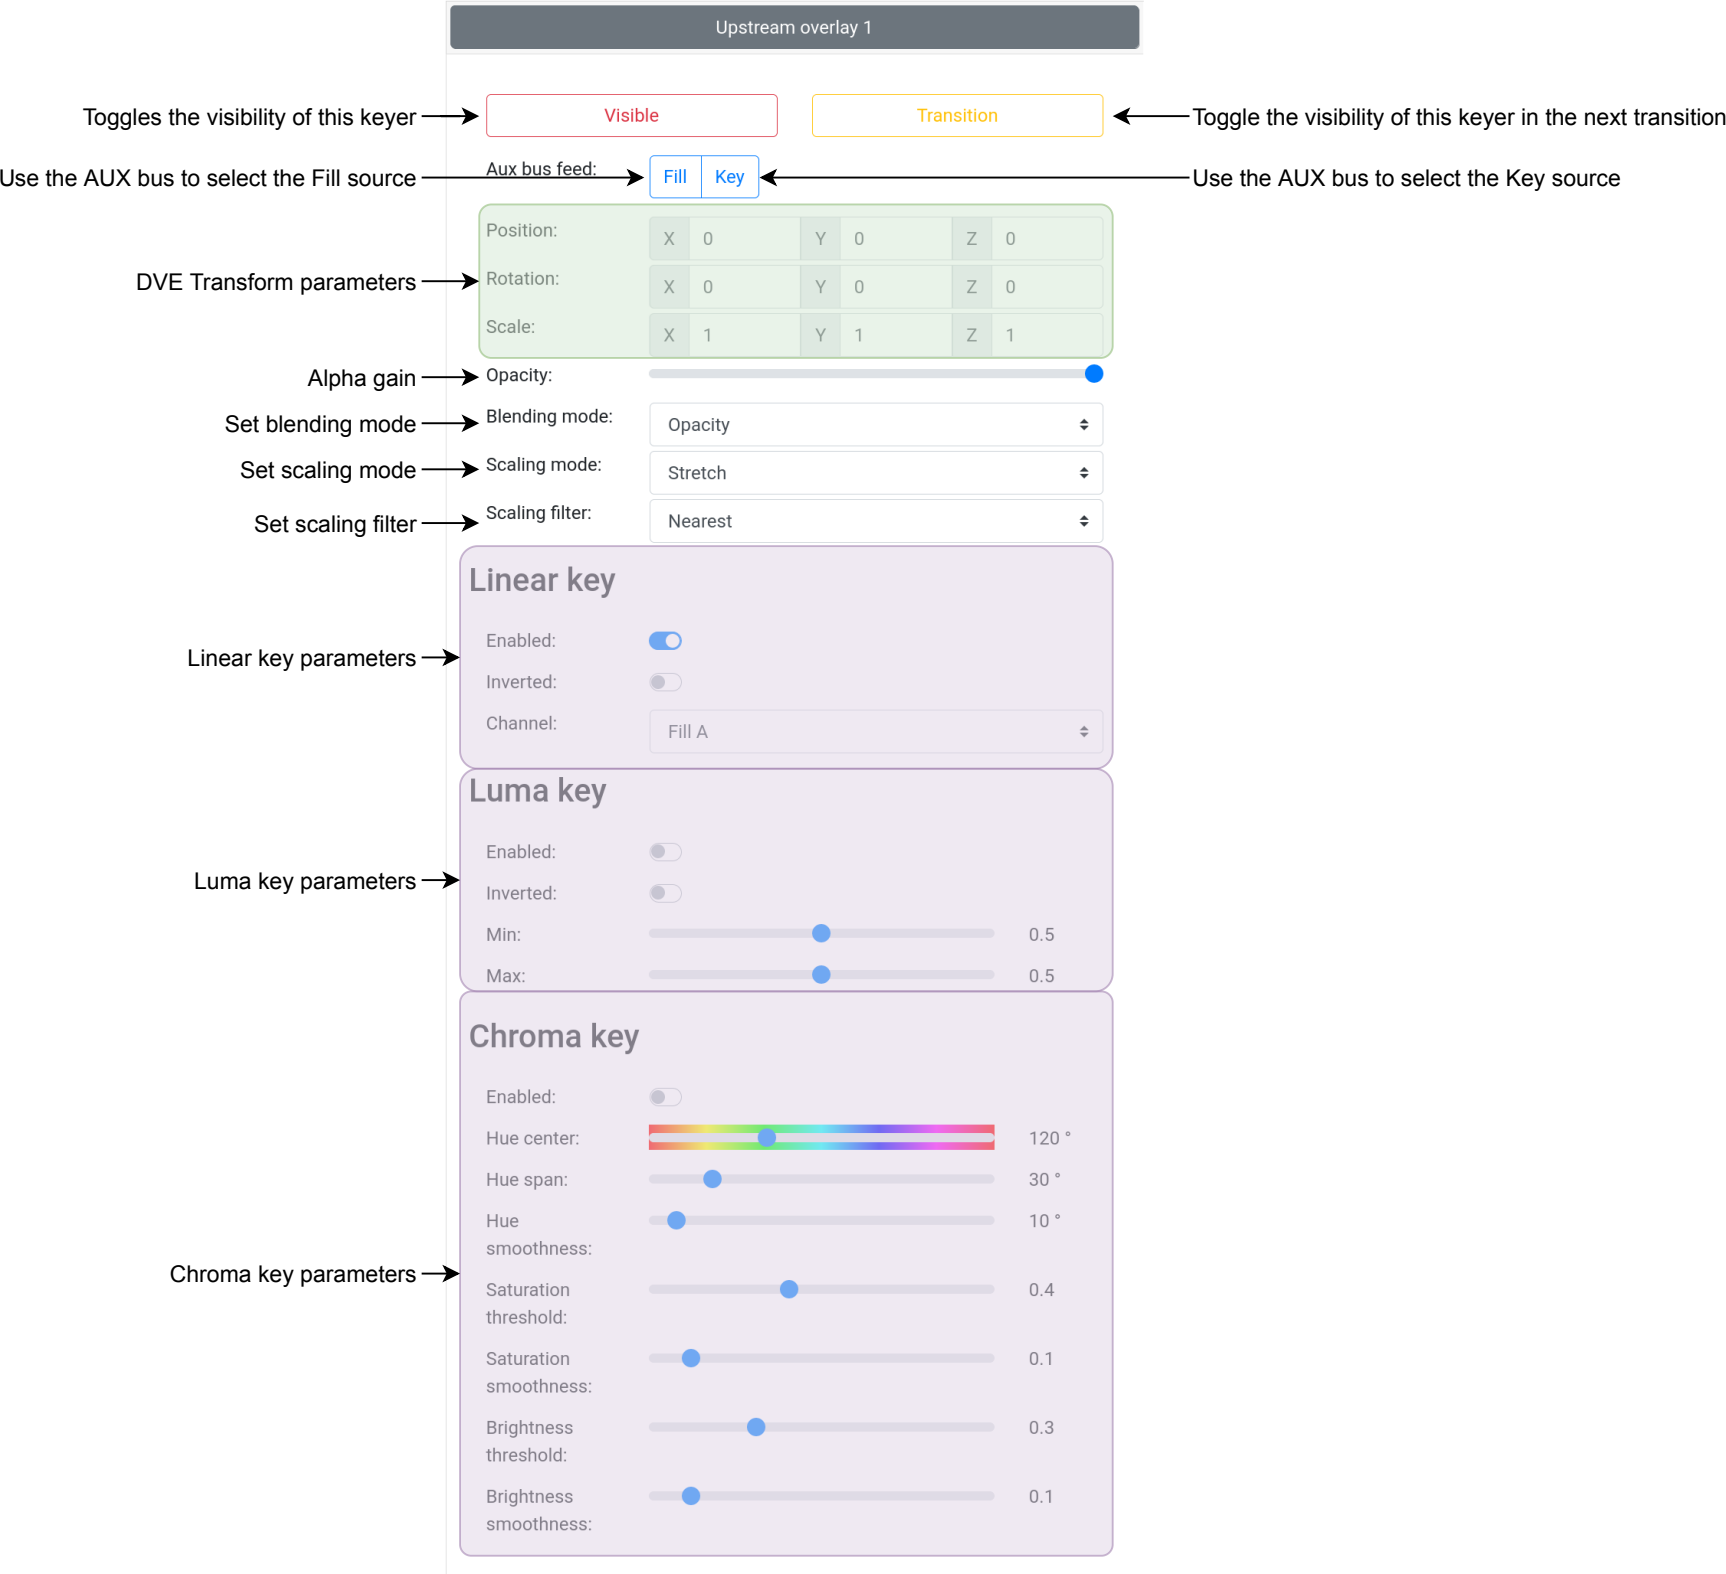 Upstream overlay 1
Toggles the visibility of this keyer
Visible
Transition
Toggle the visibility of this keyer in the next transition
Use the AUX bus to select the Fill source
Aux bus feed:
Fill
Key
Use the AUX bus to select the Key source
DVE Transform parameters
Position:
X 0 Y 0 Z 0
Rotation:
X 0 Y 0 Z 0
Scale:
X 1 Y 1 Z 1
Alpha gain
Opacity:
Set blending mode
Blending mode:
Opacity
Set scaling mode
Scaling mode:
Stretch
Set scaling filter
Scaling filter:
Nearest
Linear key parameters
Linear key
Enabled:
Inverted:
Channel:
Fill A
Luma key parameters
Luma key
Enabled:
Inverted:
Min:
0.5
Max:
0.5
Chroma key parameters
Chroma key
Enabled:
Hue center:
120 °
Hue span:
30 °
Hue
smoothness:
10 °
Saturation
threshold:
0.4
Saturation
smoothness:
0.1
Brightness
threshold:
0.3
Brightness
smoothness:
0.1